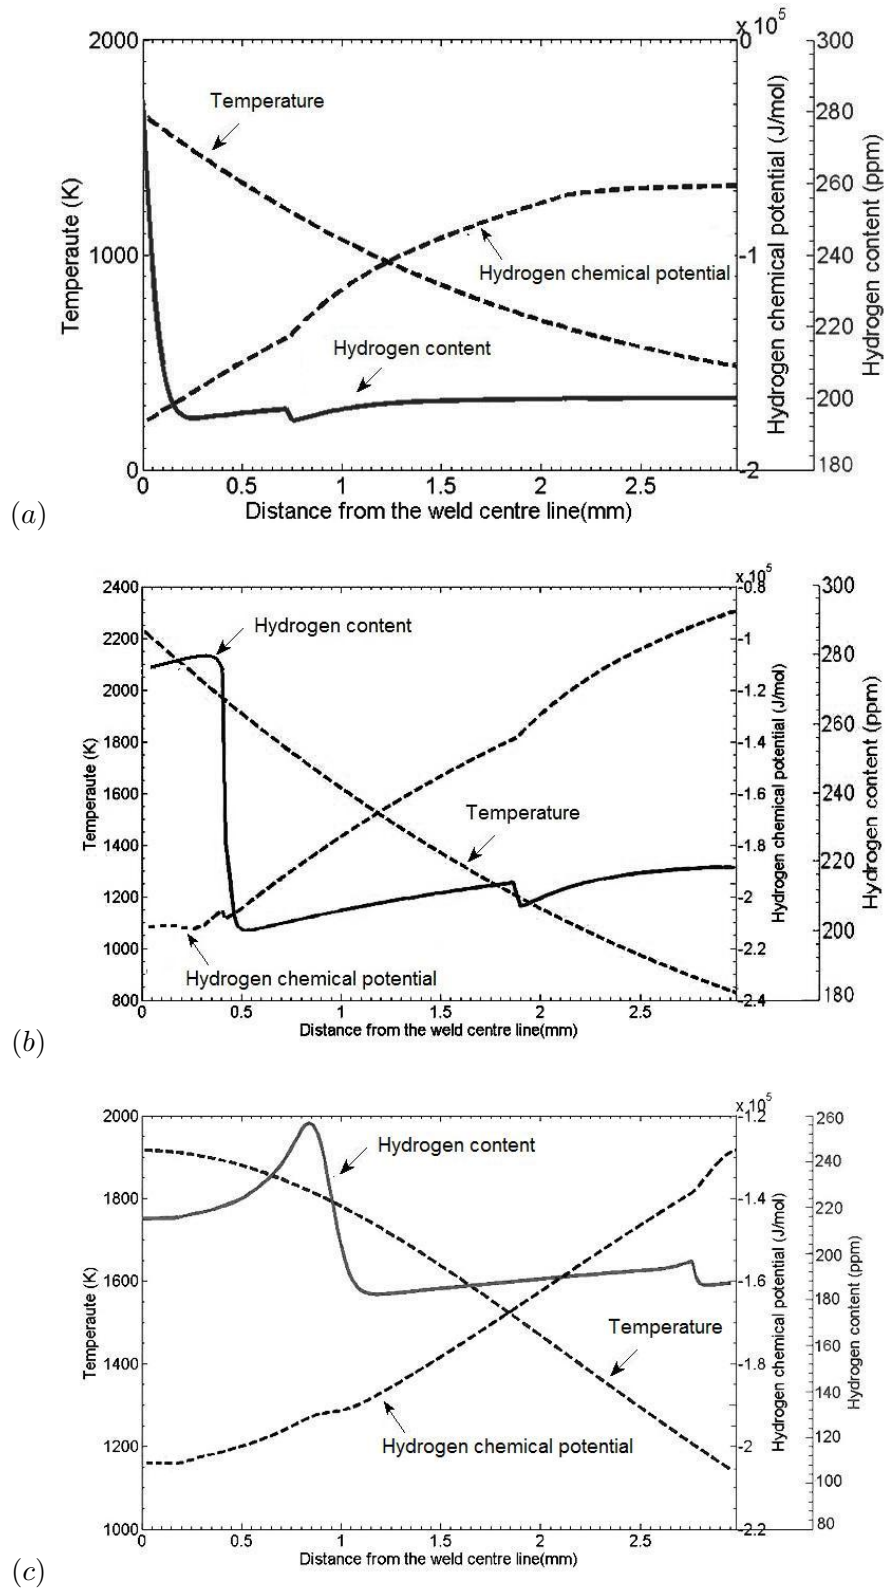 x 10⁵
2000
0
300
Temperature
280
260
Temperaute (K)
1000
-1
240
Hydrogen chemical potential
Hydrogen chemical potential (J/mol)
Hydrogen content (ppm)
220
Hydrogen content
200
0
-2
180
0 0.5 1 1.5 2 2.5
Distance from the weld centre line(mm)
(a)
x 10⁵
2400
-0.8
300
Hydrogen content
2200
-1
280
2000
-1.2
260
1800
-1.4
Temperaute (K)
1600
-1.6
240
Temperature
Hydrogen chemical potential (J/mol)
Hydrogen content (ppm)
1400
-1.8
220
1200
-2
200
1000
-2.2
Hydrogen chemical potential
800
-2.4
180
0 0.5 1 1.5 2 2.5
Distance from the weld centre line(mm)
(b)
x 10⁵
2000
-1.2
260
Hydrogen content
240
1800
-1.4
220
Temperaute (K)
200
1600
-1.6
180
Hydrogen chemical potential (J/mol)
Hydrogen content (ppm)
Temperature
160
1400
-1.8
140
Hydrogen chemical potential
120
1200
-2
100
1000
-2.2
80
0 0.5 1 1.5 2 2.5
Distance from the weld centre line(mm)
(c)